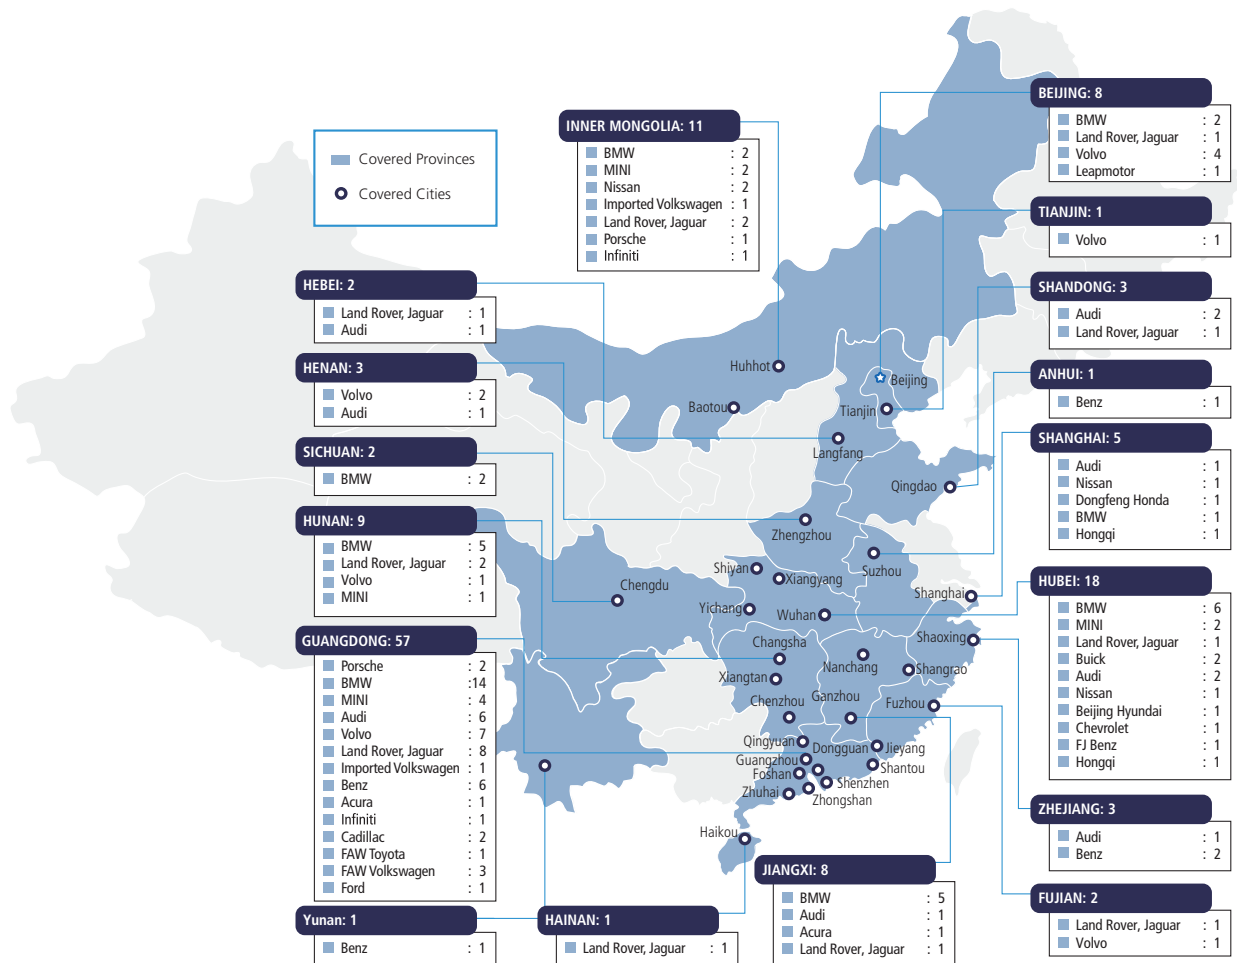 Covered Provinces
Covered Cities
INNER MONGOLIA: 11
BMW : 2
MINI : 2
Nissan : 2
Imported Volkswagen : 1
Land Rover, Jaguar : 2
Porsche : 1
Infiniti : 1
BEIJING: 8
BMW : 2
Land Rover, Jaguar : 1
Volvo : 4
Leapmotor : 1
TIANJIN: 1
Volvo : 1
HEBEI: 2
Land Rover, Jaguar : 1
Audi : 1
SHANDONG: 3
Audi : 2
Land Rover, Jaguar : 1
HENAN: 3
Volvo : 2
Audi : 1
ANHUI: 1
Benz : 1
SICHUAN: 2
BMW : 2
SHANGHAI: 5
Audi : 1
Nissan : 1
Dongfeng Honda : 1
BMW : 1
Hongqi : 1
HUNAN: 9
BMW : 5
Land Rover, Jaguar : 2
Volvo : 1
MINI : 1
HUBEI: 18
BMW : 6
MINI : 2
Land Rover, Jaguar : 1
Buick : 2
Audi : 2
Nissan : 1
Beijing Hyundai : 1
Chevrolet : 1
FJ Benz : 1
Hongqi : 1
GUANGDONG: 57
Porsche : 2
BMW :14
MINI : 4
Audi : 6
Volvo : 7
Land Rover, Jaguar : 8
Imported Volkswagen : 1
Benz : 6
Acura : 1
Infiniti : 1
Cadillac : 2
FAW Toyota : 1
FAW Volkswagen : 3
Ford : 1
ZHEJIANG: 3
Audi : 1
Benz : 2
JIANGXI: 8
BMW : 5
Audi : 1
Acura : 1
Land Rover, Jaguar : 1
FUJIAN: 2
Land Rover, Jaguar : 1
Volvo : 1
Yunan: 1
Benz : 1
HAINAN: 1
Land Rover, Jaguar : 1
Huhhot
Beijing
Baotou
Tianjin
Langfang
Qingdao
Zhengzhou
Shiyan
Xiangyang
Suzhou
Chengdu
Yichang
Wuhan
Shanghai
Changsha
Shaoxing
Nanchang
Shangrao
Xiangtan
Chenzhou
Ganzhou
Fuzhou
Qingyuan
Dongguan
Jieyang
Guangzhou
Shantou
Foshan
Shenzhen
Zhuhai
Zhongshan
Haikou